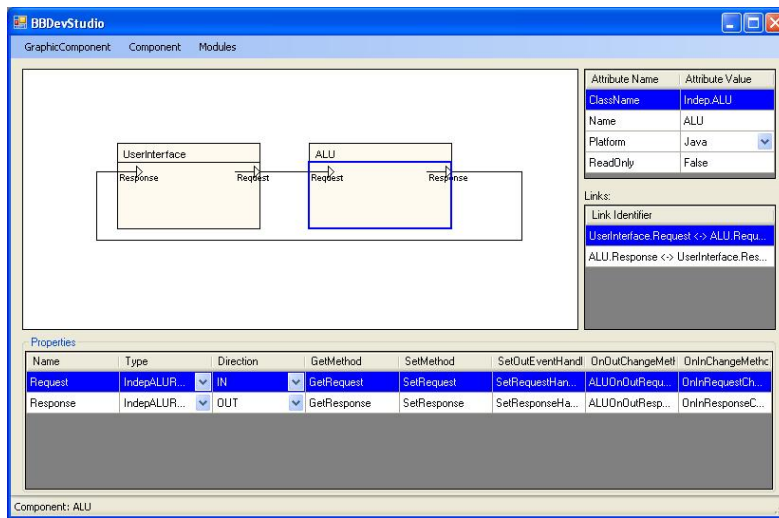 BBDevStudio
GraphicComponent Component Modules
UserInterface
Response Request
ALU
Request Response
Attribute Name Attribute Value
ClassName Indep.ALU
Name ALU
Platform Java
ReadOnly False
Links:
Link Identifier
UserInterface.Request <-> ALU.Requ...
ALU.Response <-> UserInterface.Res...
Properties
Name Type Direction GetMethod SetMethod SetOutEventHandl OnOutChangeMeth OnInChangeMethc
Request IndepALUR... IN GetRequest SetRequest SetRequestHan... ALUOnOutRequ... OnInRequestCh...
Response IndepALUR... OUT GetResponse SetResponse SetResponseHa... ALUOnOutResp... OnInResponseC...
Component: ALU